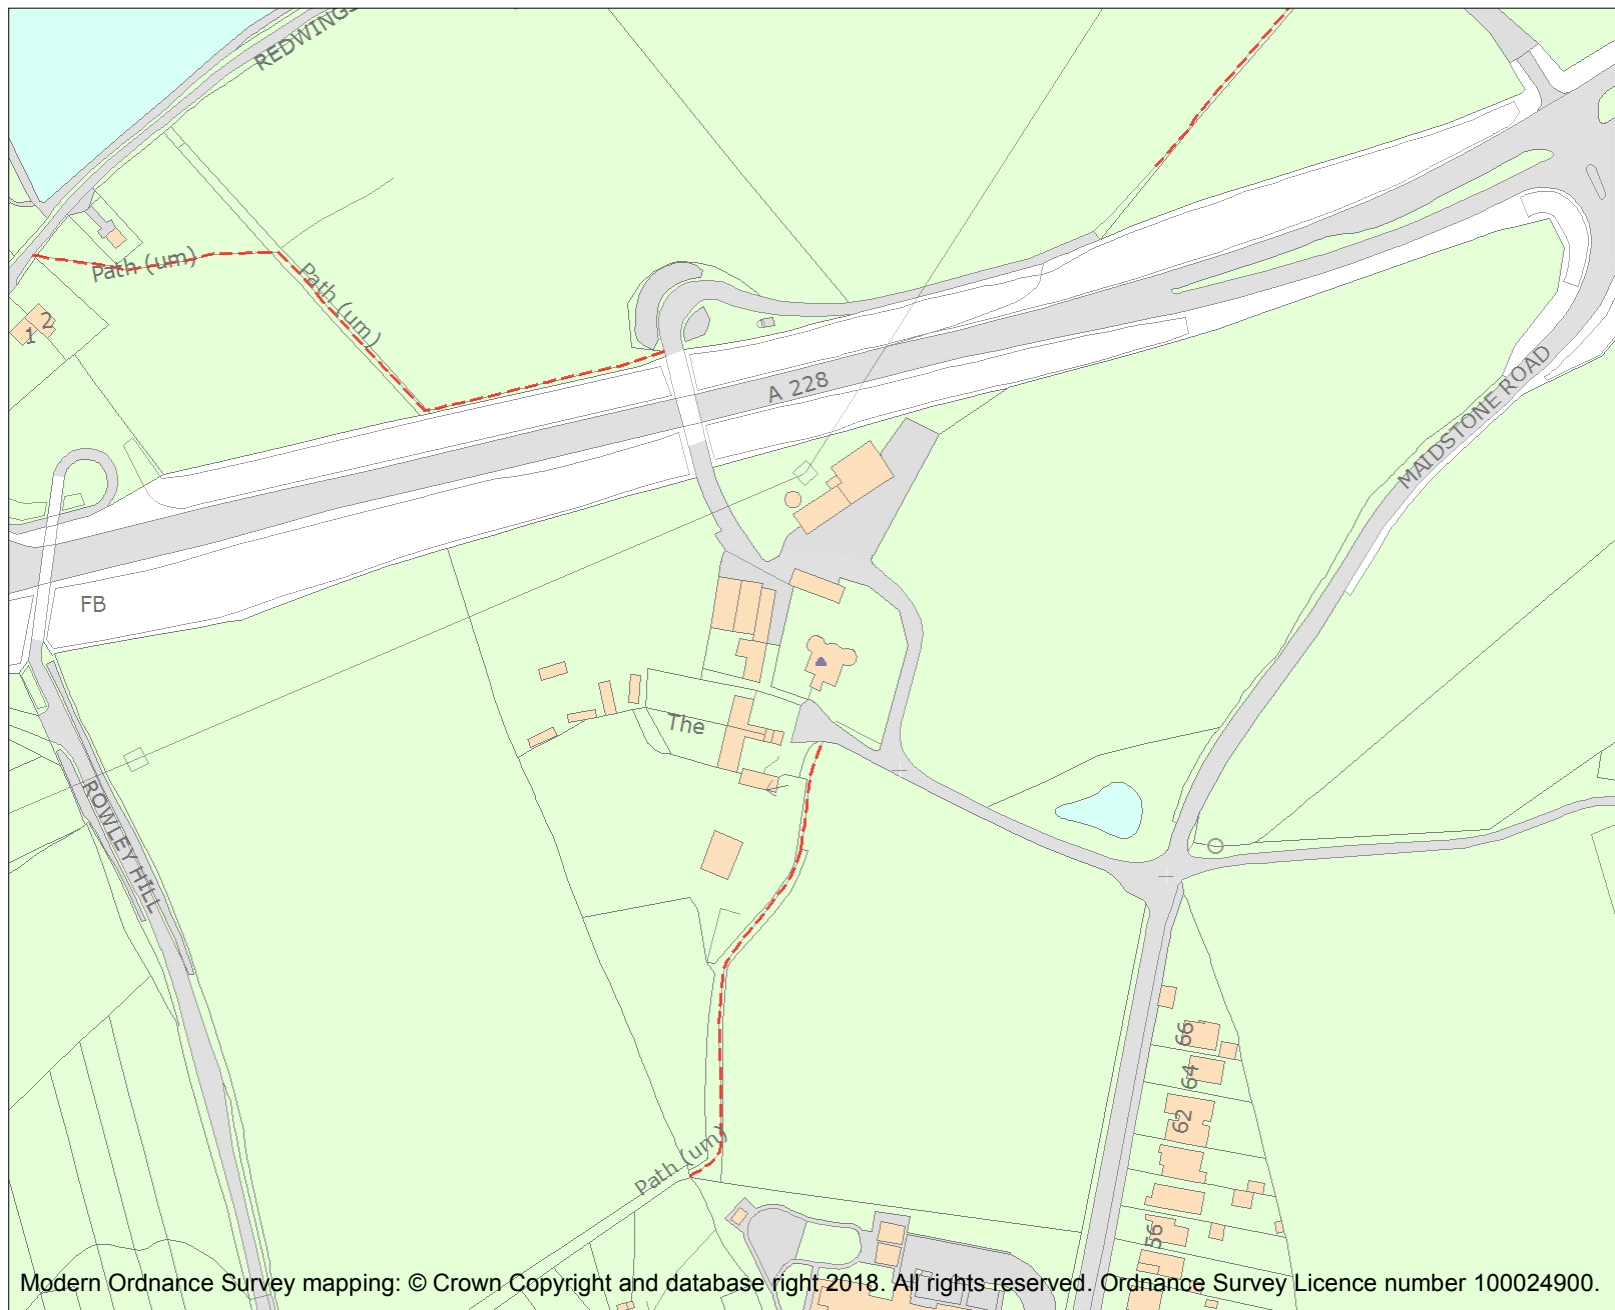 REDWINGS
Path (um)
Path (um)
2
1
A 228
MAIDSTONE ROAD
FB
The
ROWLEY HILL
66
64
62
Path (um)
56
Modern Ordnance Survey mapping: © Crown Copyright and database right 2018. All rights reserved. Ordnance Survey Licence number 100024900.